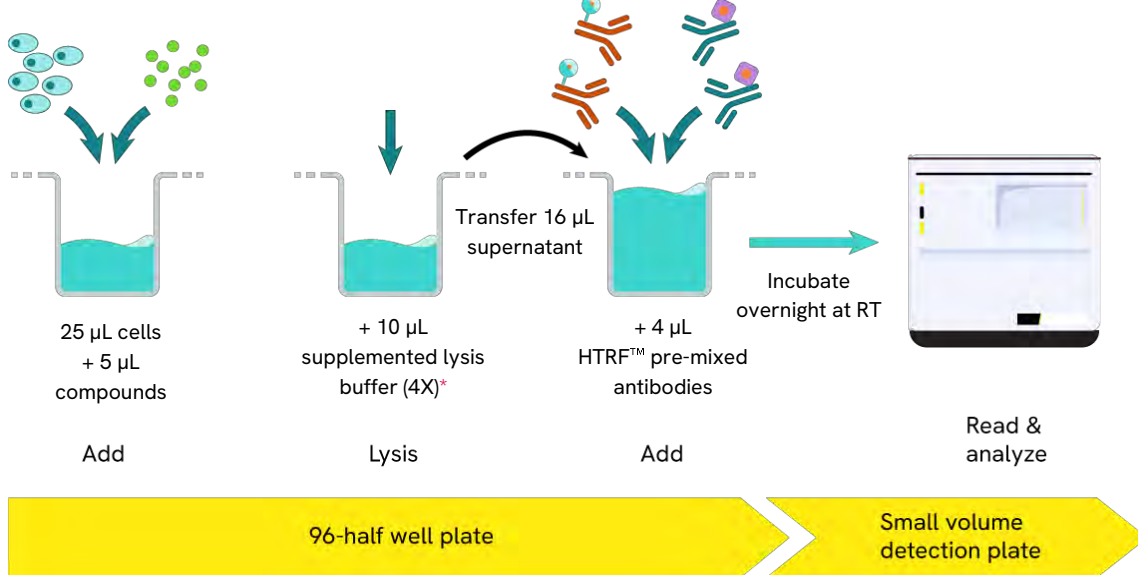 Transfer 16 µL
supernatant
25 µL cells
+ 5 µL
compounds
+ 10 µL
supplemented lysis
buffer (4X)*
+ 4 µL
HTRF™ pre-mixed
antibodies
Incubate
overnight at RT
Add
Lysis
Add
Read &
analyze
96-half well plate
Small volume
detection plate